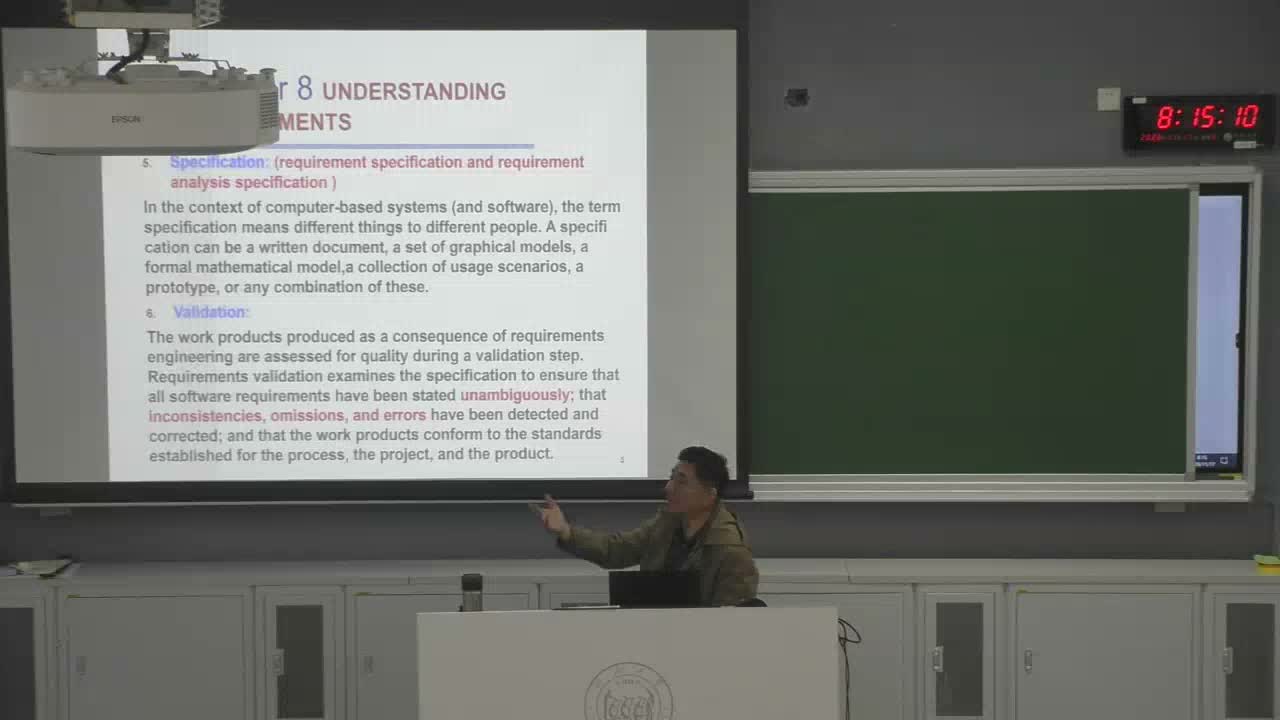 r 8 UNDERSTANDING
MENTS
EPSON
8:15:10
5. Specification: (requirement specification and requirement
analysis specification )
In the context of computer-based systems (and software), the term
specification means different things to different people. A specifi
cation can be a written document, a set of graphical models, a
formal mathematical model,a collection of usage scenarios, a
prototype, or any combination of these.
6. Validation:
The work products produced as a consequence of requirements
engineering are assessed for quality during a validation step.
Requirements validation examines the specification to ensure that
all software requirements have been stated unambiguously; that
inconsistencies, omissions, and errors have been detected and
corrected; and that the work products conform to the standards
established for the process, the project, and the product.
5